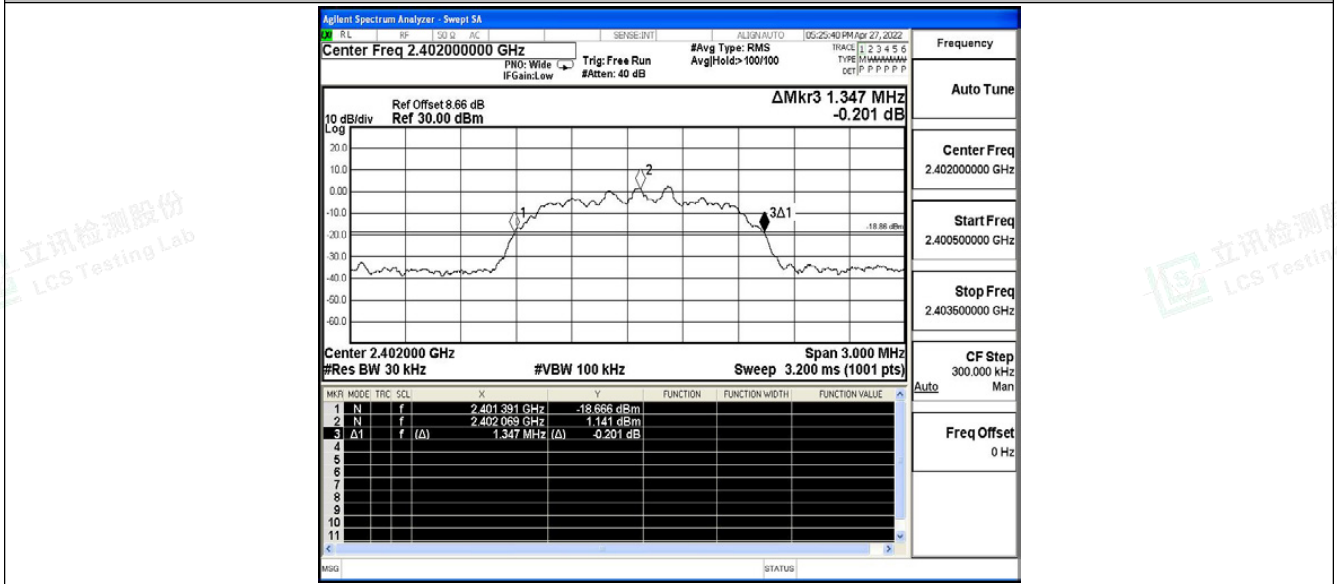 Agilent Spectrum Analyzer - Swept SA
RL RF 50 Ω AC SENSE:INT ALIGNAUTO 05:25:40 PM Apr 27, 2022
Center Freq 2.402000000 GHz
PNO: Wide
IFGain:Low
Trig: Free Run
#Atten: 40 dB
#Avg Type: RMS
Avg|Hold:>100/100
TRACE 1 2 3 4 5 6
TYPE M WWWWW
DET P P P P P P
Frequency
Auto Tune
Center Freq
2.402000000 GHz
Start Freq
2.400500000 GHz
Stop Freq
2.403500000 GHz
CF Step
300.000 kHz
Auto Man
Freq Offset
0 Hz
ΔMkr3 1.347 MHz
-0.201 dB
Ref Offset 8.66 dB
10 dB/div Ref 30.00 dBm
Log
20.0
10.0
0.00
-10.0
-20.0
-30.0
-40.0
-50.0
-60.0
1
2
3Δ1
-18.86 dBm
Center 2.402000 GHz Span 3.000 MHz
#Res BW 30 kHz #VBW 100 kHz Sweep 3.200 ms (1001 pts)
MKR MODE TRC SCL X Y FUNCTION FUNCTION WIDTH FUNCTION VALUE
1 N f 2.401 391 GHz -18.666 dBm
2 N f 2.402 069 GHz 1.141 dBm
3 Δ1 f (Δ) 1.347 MHz (Δ) -0.201 dB
4
5
6
7
8
9
10
11
MSG STATUS
立讯检测股份
LCS Testing Lab
LCS
立讯检测
LCS Testin